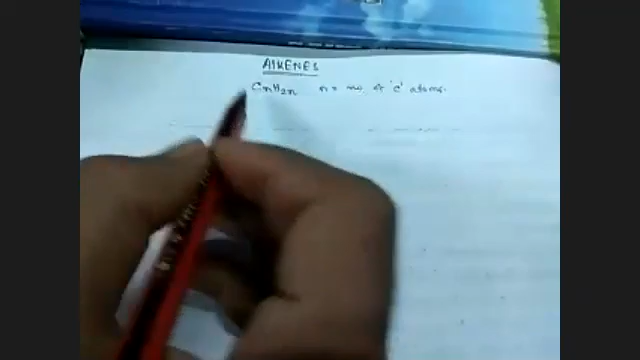 ALKENES
CnH2n n = no of 'C' atoms.